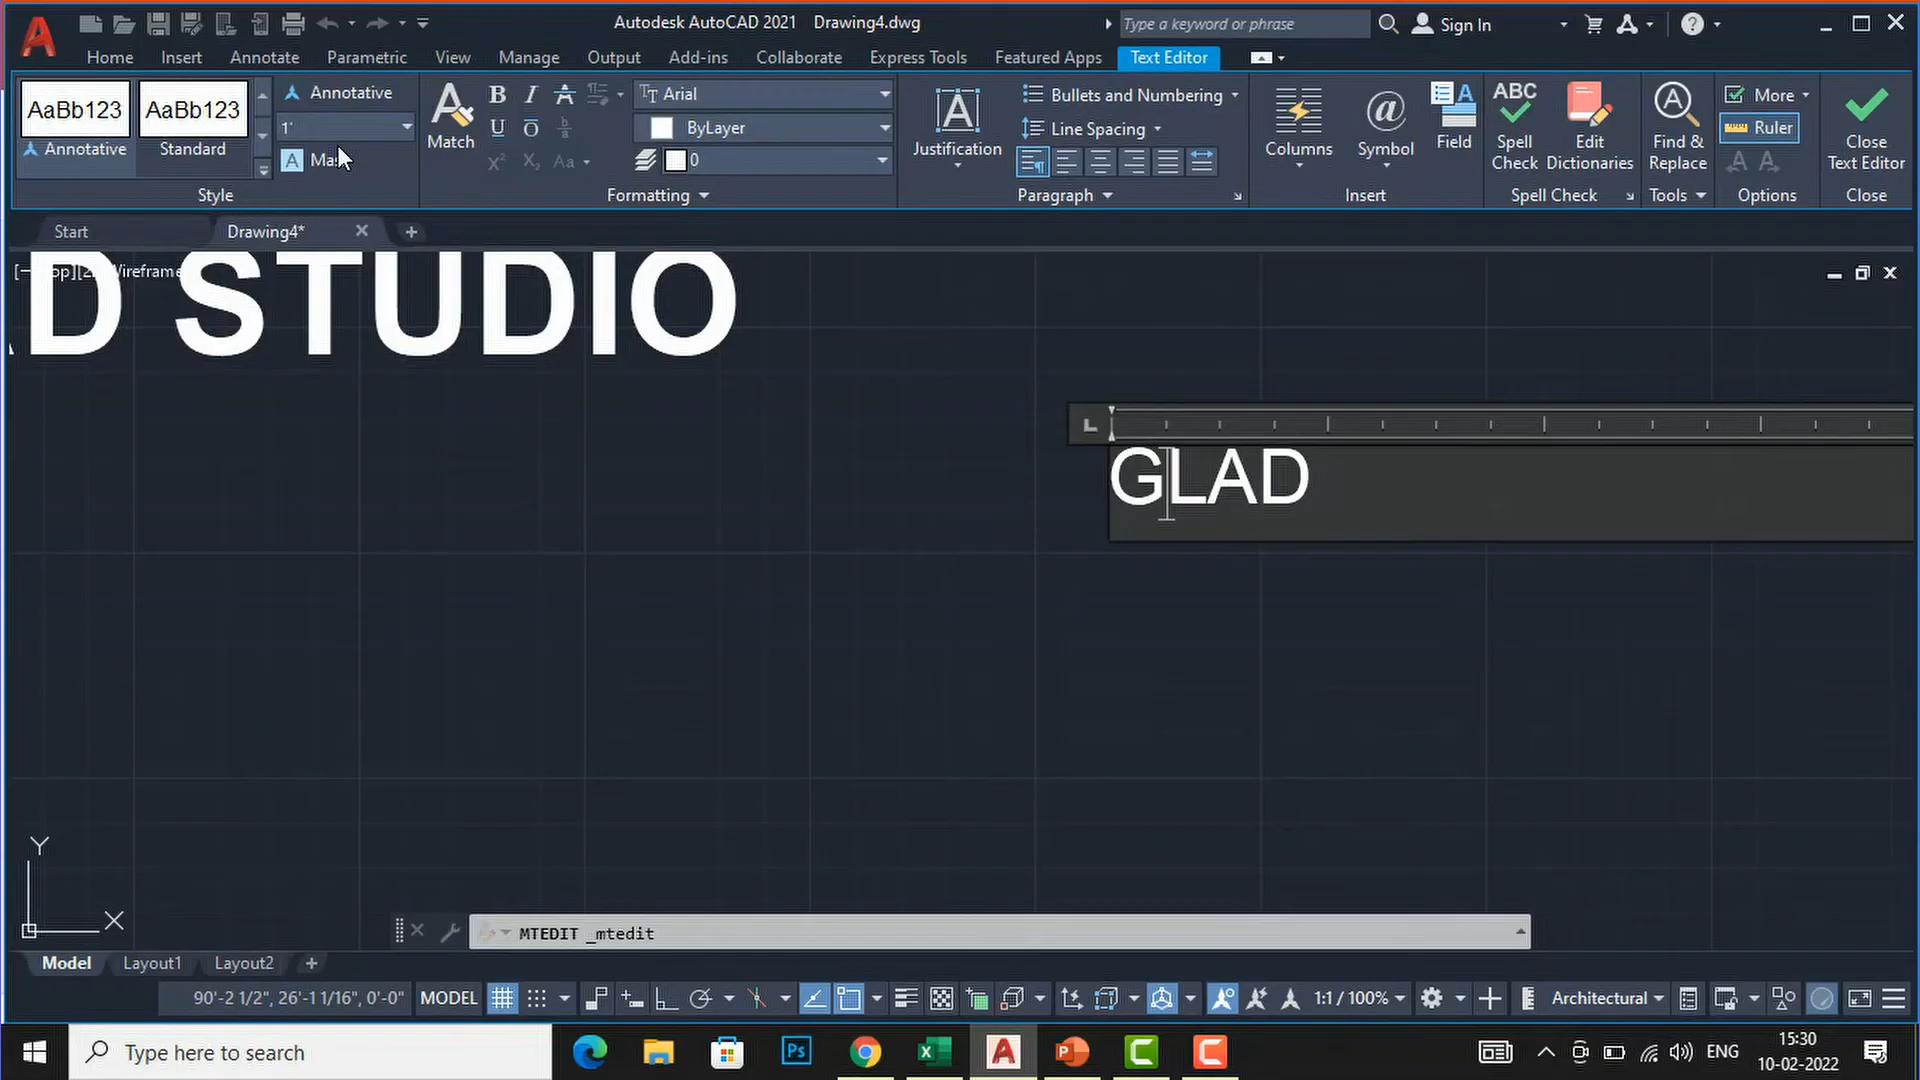 Autodesk AutoCAD 2021 Drawing4.dwg
Type a keyword or phrase
Sign In
Home Insert Annotate Parametric View Manage Output Add-ins Collaborate Express Tools Featured Apps Text Editor
AaBb123 AaBb123
Annotative Standard
Annotative
1'
Style
Match
Arial
ByLayer
0
Formatting
Justification
Bullets and Numbering
Line Spacing
Paragraph
Columns Symbol Field
Insert
ABC
Spell Check
Edit Dictionaries
Spell Check
Find & Replace
Tools
More
Ruler
Options
Close Text Editor
Close
Start Drawing4*
D STUDIO
GLAD
Y
X
MTEDIT _mtedit
Model Layout1 Layout2
90'-2 1/2", 26'-1 1/16", 0'-0" MODEL 1:1 / 100% Architectural
Type here to search
Ps
ENG
15:30
10-02-2022